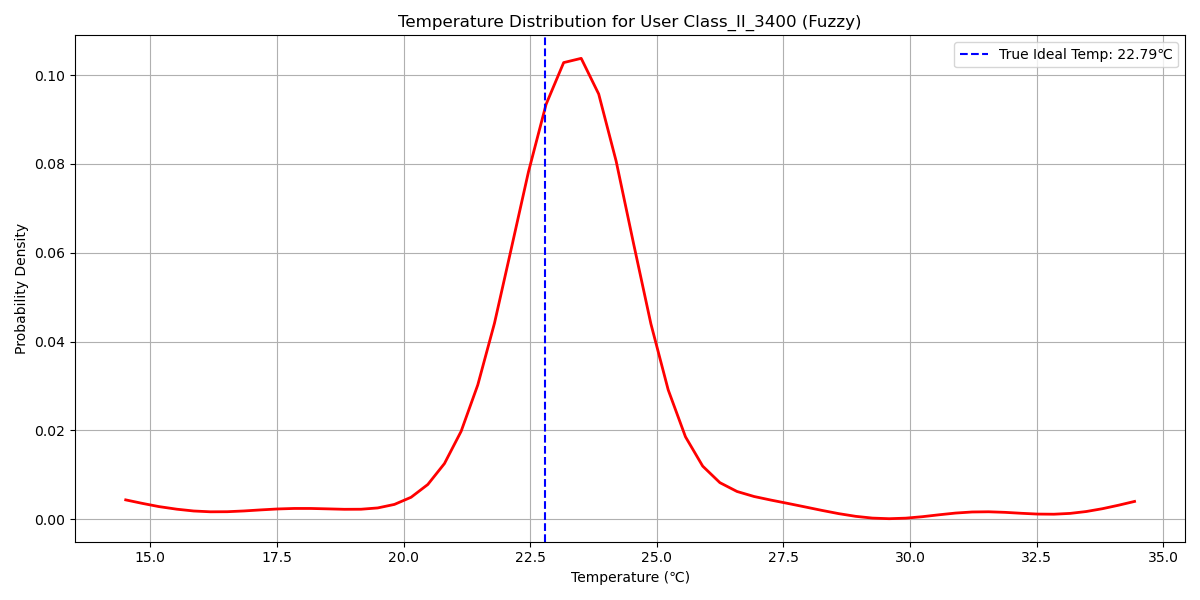 Temperature Distribution for User Class_II_3400 (Fuzzy)
True Ideal Temp: 22.79℃
0.10
0.08
0.06
0.04
0.02
0.00
Probability Density
15.0 17.5 20.0 22.5 25.0 27.5 30.0 32.5 35.0
Temperature (℃)